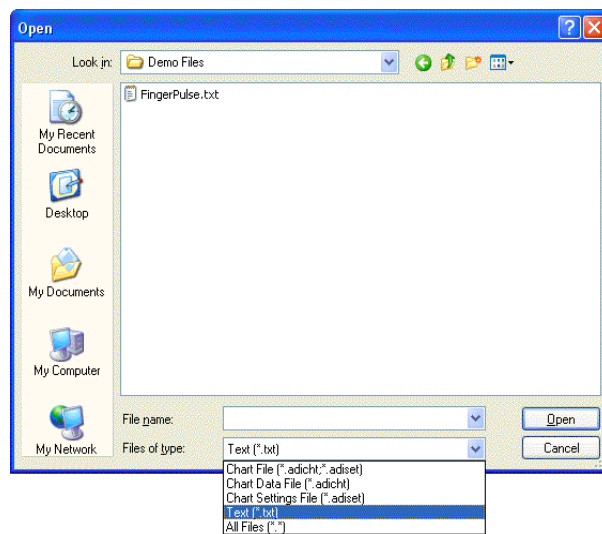 Open
Look in:
Demo Files
FingerPulse.txt
My Recent
Documents
Desktop
My Documents
My Computer
My Network
File name:
Open
Files of type:
Text (*.txt)
Cancel
Chart File (*.adicht;*.adiset)
Chart Data File (*.adicht)
Chart Settings File (*.adiset)
Text (*.txt)
All Files (*.*)